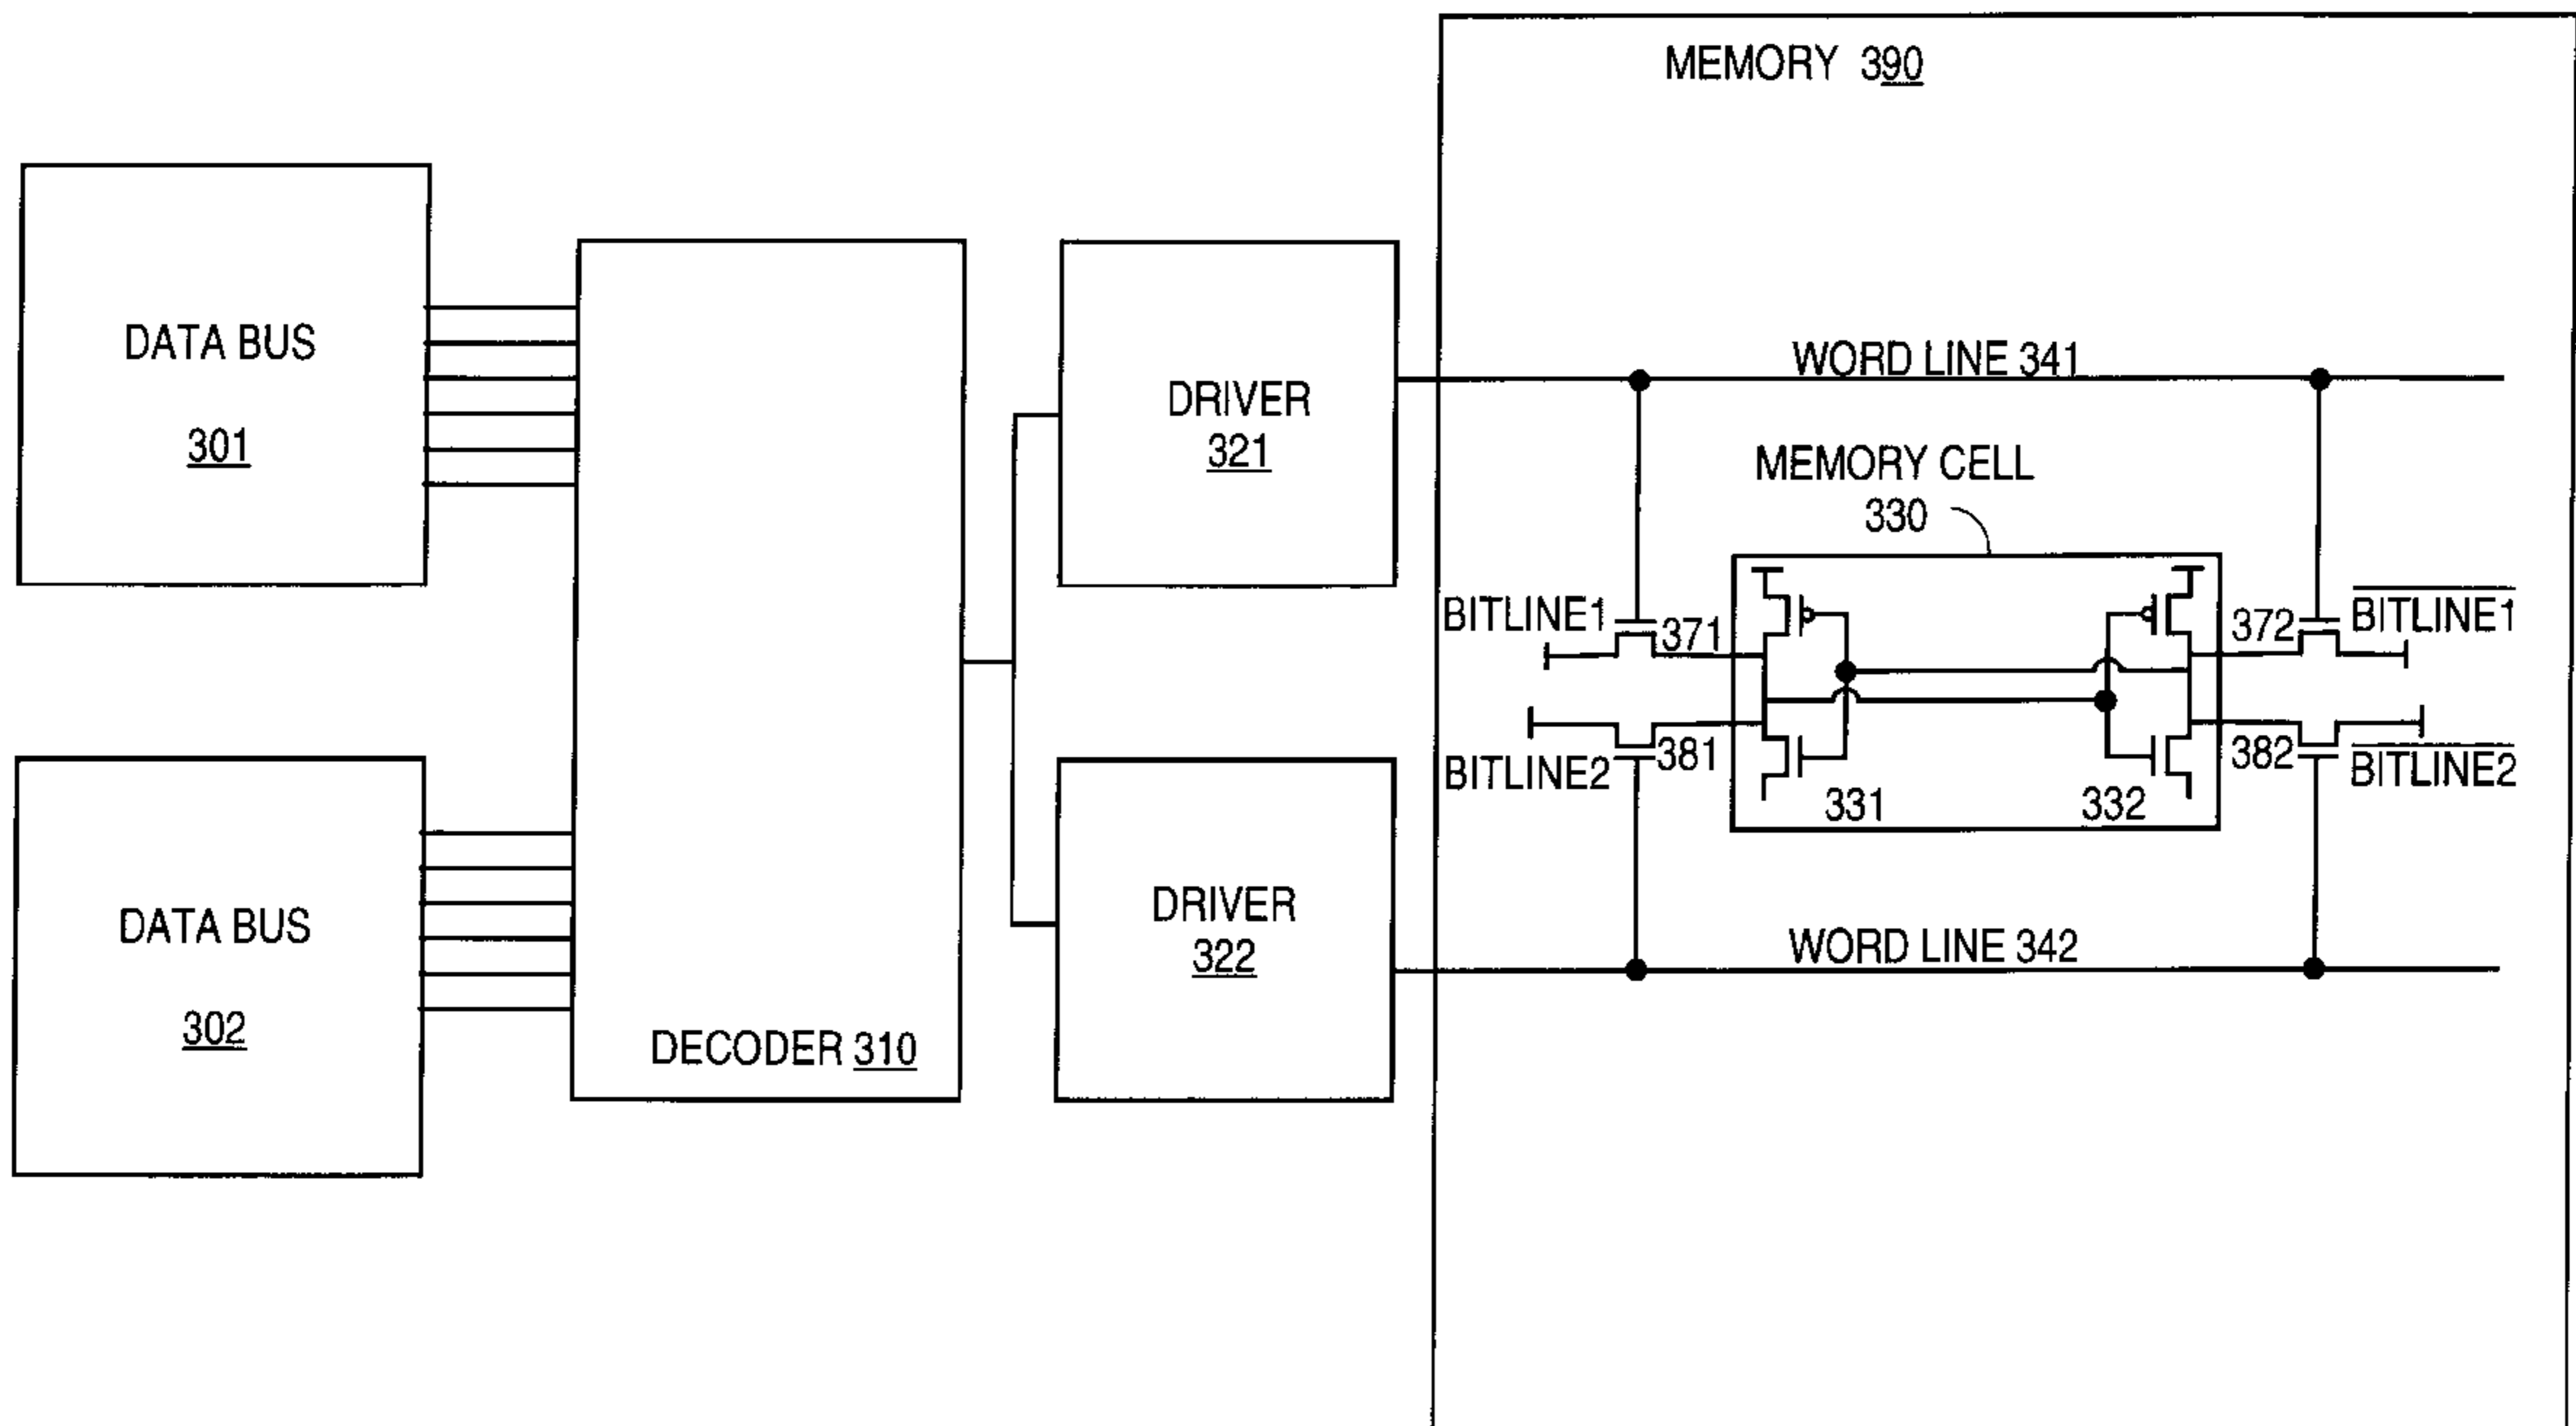 MEMORY 390
DATA BUS
301
DRIVER
321
WORD LINE 341
MEMORY CELL
330
BITLINE1
371
372
BITLINE1
BITLINE2
381
331
332
382
BITLINE2
DATA BUS
302
DECODER 310
DRIVER
322
WORD LINE 342